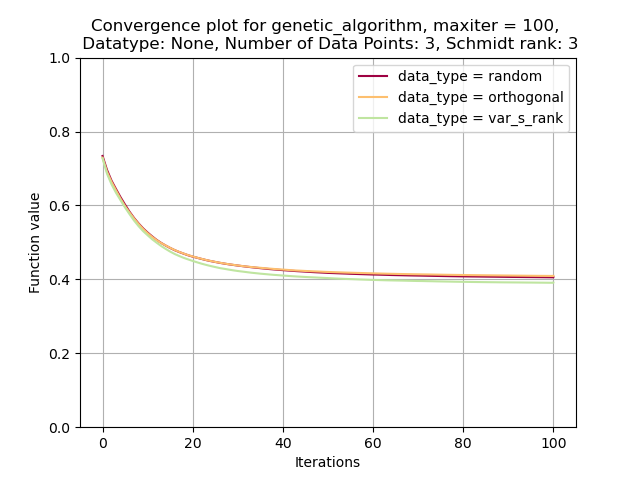 Convergence plot for genetic_algorithm, maxiter = 100,
Datatype: None, Number of Data Points: 3, Schmidt rank: 3
1.0
0.8
0.6
0.4
0.2
0.0
Function value
data_type = random
data_type = orthogonal
data_type = var_s_rank
0 20 40 60 80 100
Iterations